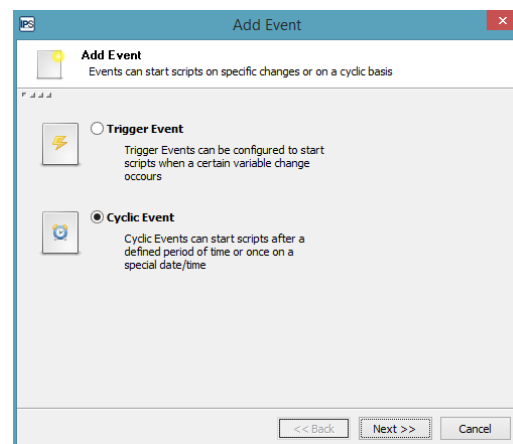 IPS
Add Event
Add Event
Events can start scripts on specific changes or on a cyclic basis
Trigger Event
Trigger Events can be configured to start
scripts when a certain variable change
occours
Cyclic Event
Cyclic Events can start scripts after a
defined period of time or once on a
special date/time
<< Back
Next >>
Cancel